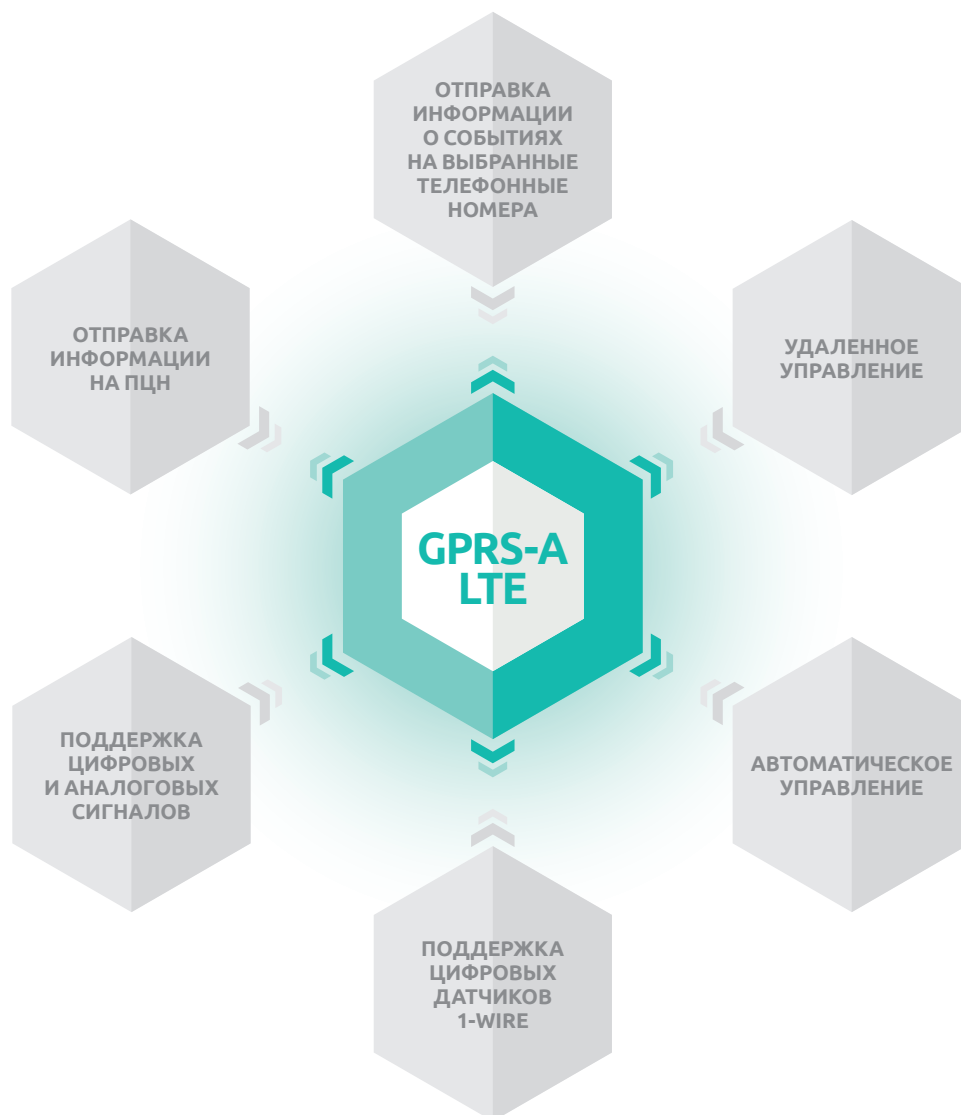 ОТПРАВКА
ИНФОРМАЦИИ
О СОБЫТИЯХ
НА ВЫБРАННЫЕ
ТЕЛЕФОННЫЕ
НОМЕРА
ОТПРАВКА
ИНФОРМАЦИИ
НА ПЦН
УДАЛЕННОЕ
УПРАВЛЕНИЕ
GPRS-A
LTE
ПОДДЕРЖКА
ЦИФРОВЫХ
И АНАЛОГОВЫХ
СИГНАЛОВ
АВТОМАТИЧЕСКОЕ
УПРАВЛЕНИЕ
ПОДДЕРЖКА
ЦИФРОВЫХ
ДАТЧИКОВ
1-WIRE